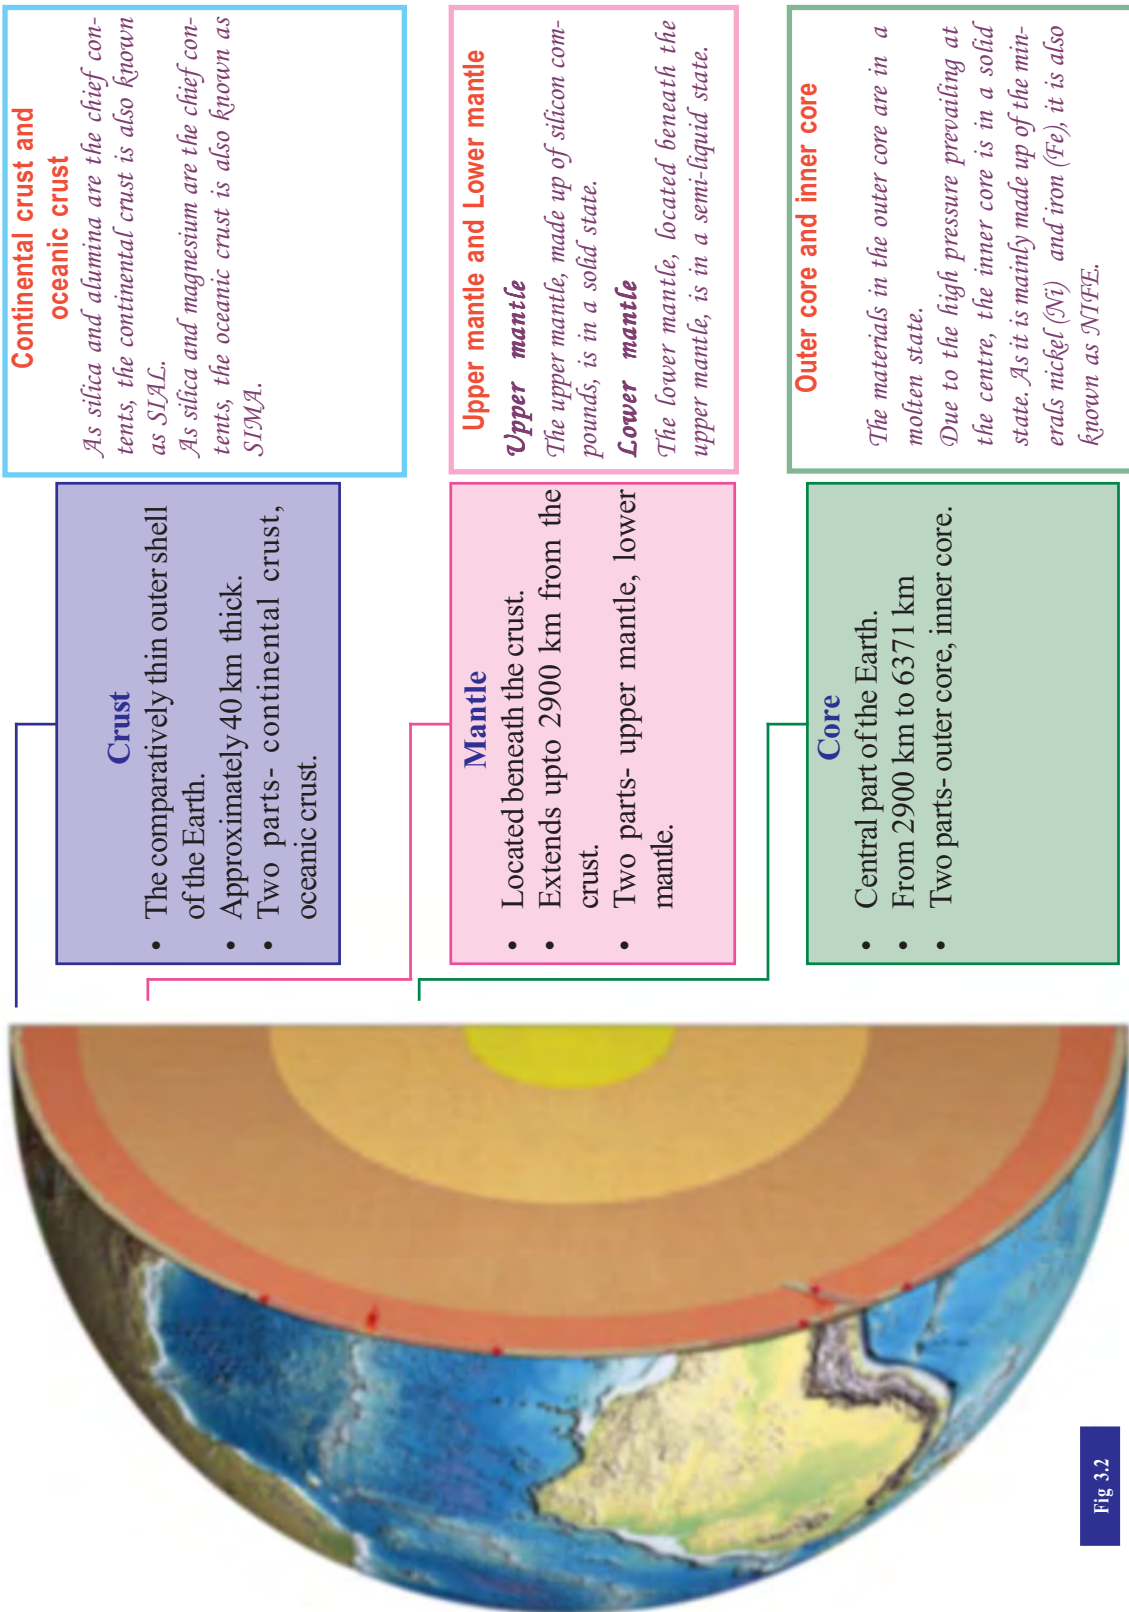 Crust
• The comparatively thin outer shell
of the Earth.
• Approximately 40 km thick.
• Two parts- continental crust,
oceanic crust.
Continental crust and
oceanic crust
As silica and alumina are the chief con-
tents, the continental crust is also known
as SIAL.
As silica and magnesium are the chief con-
tents, the oceanic crust is also known as
SIMA.
Mantle
• Located beneath the crust.
• Extends upto 2900 km from the
crust.
• Two parts- upper mantle, lower
mantle.
Upper mantle and Lower mantle
Upper mantle
The upper mantle, made up of silicon com-
pounds, is in a solid state.
Lower mantle
The lower mantle, located beneath the
upper mantle, is in a semi-liquid state.
Core
• Central part of the Earth.
• From 2900 km to 6371 km
• Two parts- outer core, inner core.
Outer core and inner core
The materials in the outer core are in a
molten state.
Due to the high pressure prevailing at
the centre, the inner core is in a solid
state. As it is mainly made up of the min-
erals nickel (Ni) and iron (Fe), it is also
known as NIFE.
Fig 3.2